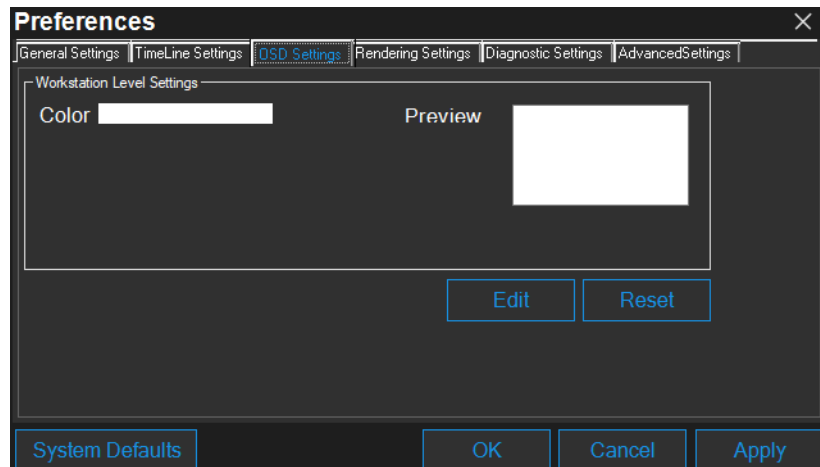 Preferences
General Settings TimeLine Settings OSD Settings Rendering Settings Diagnostic Settings AdvancedSettings
Workstation Level Settings
Color Preview
Edit Reset
System Defaults OK Cancel Apply